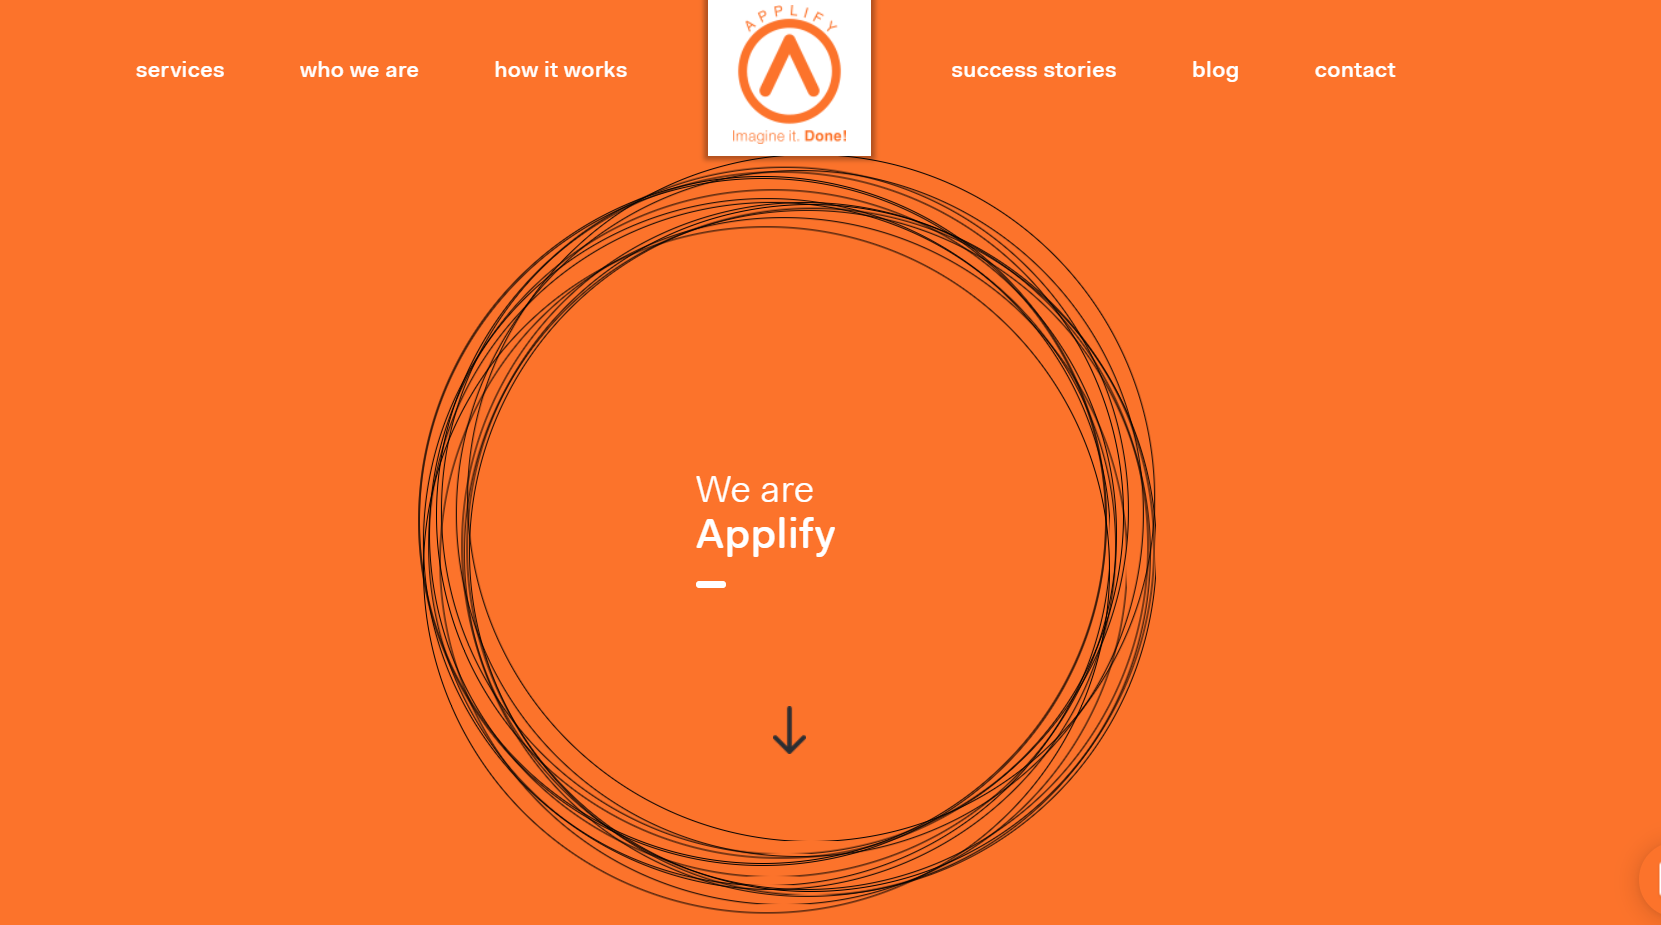 services
who we are
how it works
APPLIFY
Imagine it. Done!
success stories
blog
contact
We are
Applify